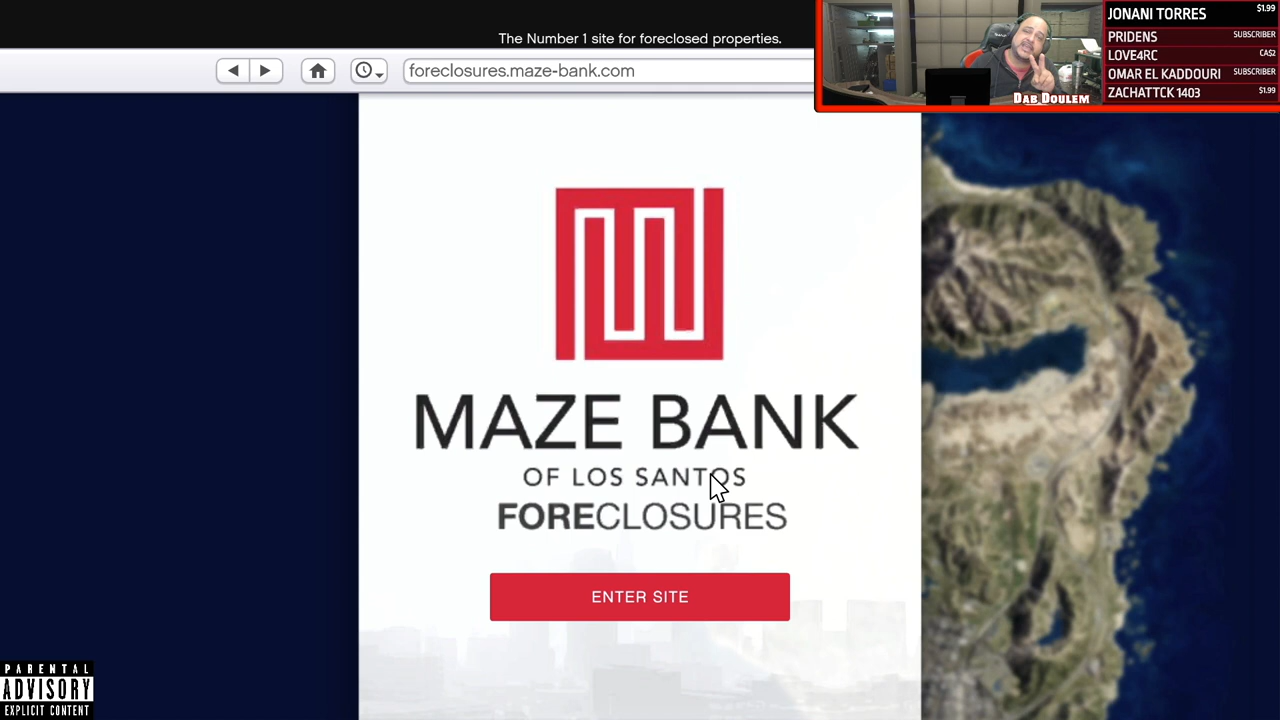 The Number 1 site for foreclosed properties.
foreclosures.maze-bank.com
MAZE BANK
OF LOS SANTOS
FORECLOSURES
ENTER SITE
DAB DOULEM
JONANI TORRES $1.99
PRIDENS SUBSCRIBER
LOVE4RC CA$2
OMAR EL KADDOURI SUBSCRIBER
ZACHATTCK 1403 $1.99
PARENTAL
ADVISORY
EXPLICIT CONTENT